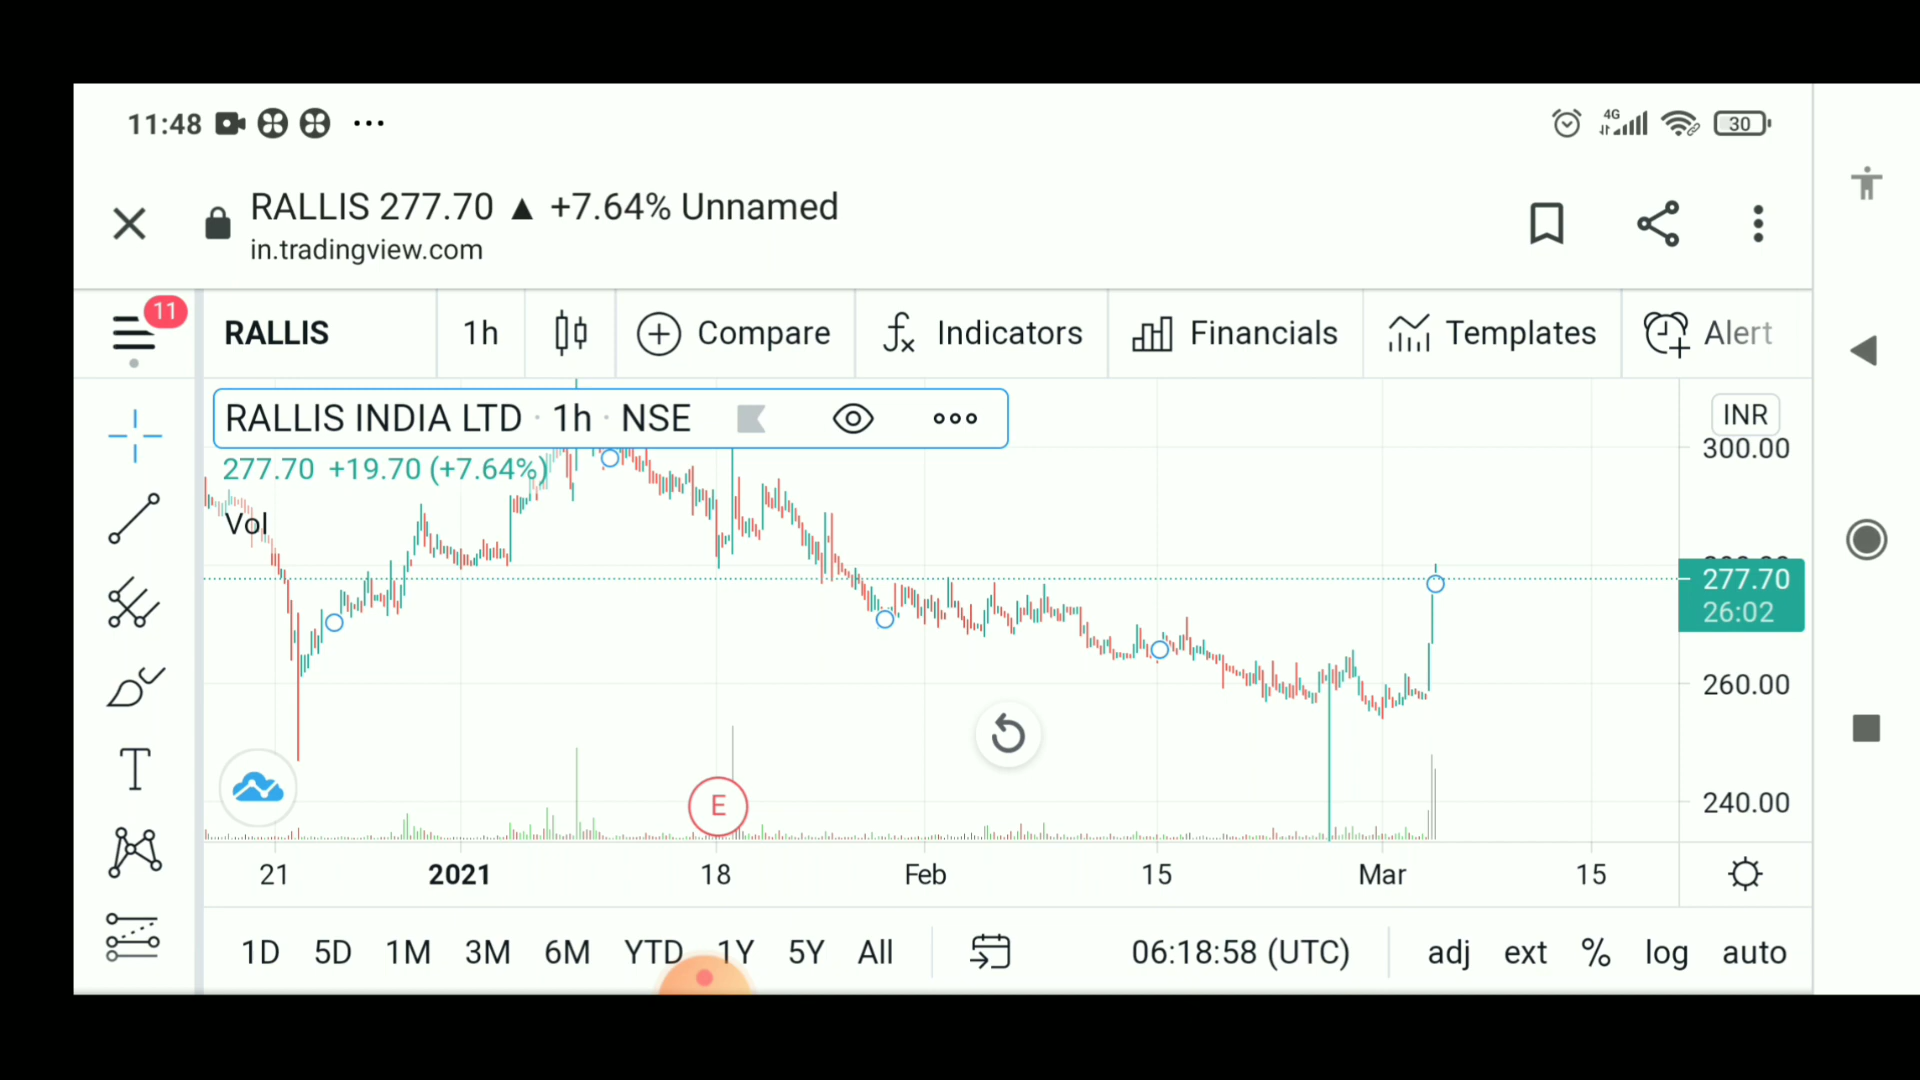 11:48
4G
30
RALLIS 277.70 ▲ +7.64% Unnamed
in.tradingview.com
11
RALLIS 1h Compare Indicators Financials Templates Alert
RALLIS INDIA LTD · 1h · NSE
INR
277.70 +19.70 (+7.64%)
300.00
Vol
277.70
26:02
260.00
240.00
E
21 2021 18 Feb 15 Mar 15
1D 5D 1M 3M 6M YTD 1Y 5Y All 06:18:58 (UTC) adj ext % log auto